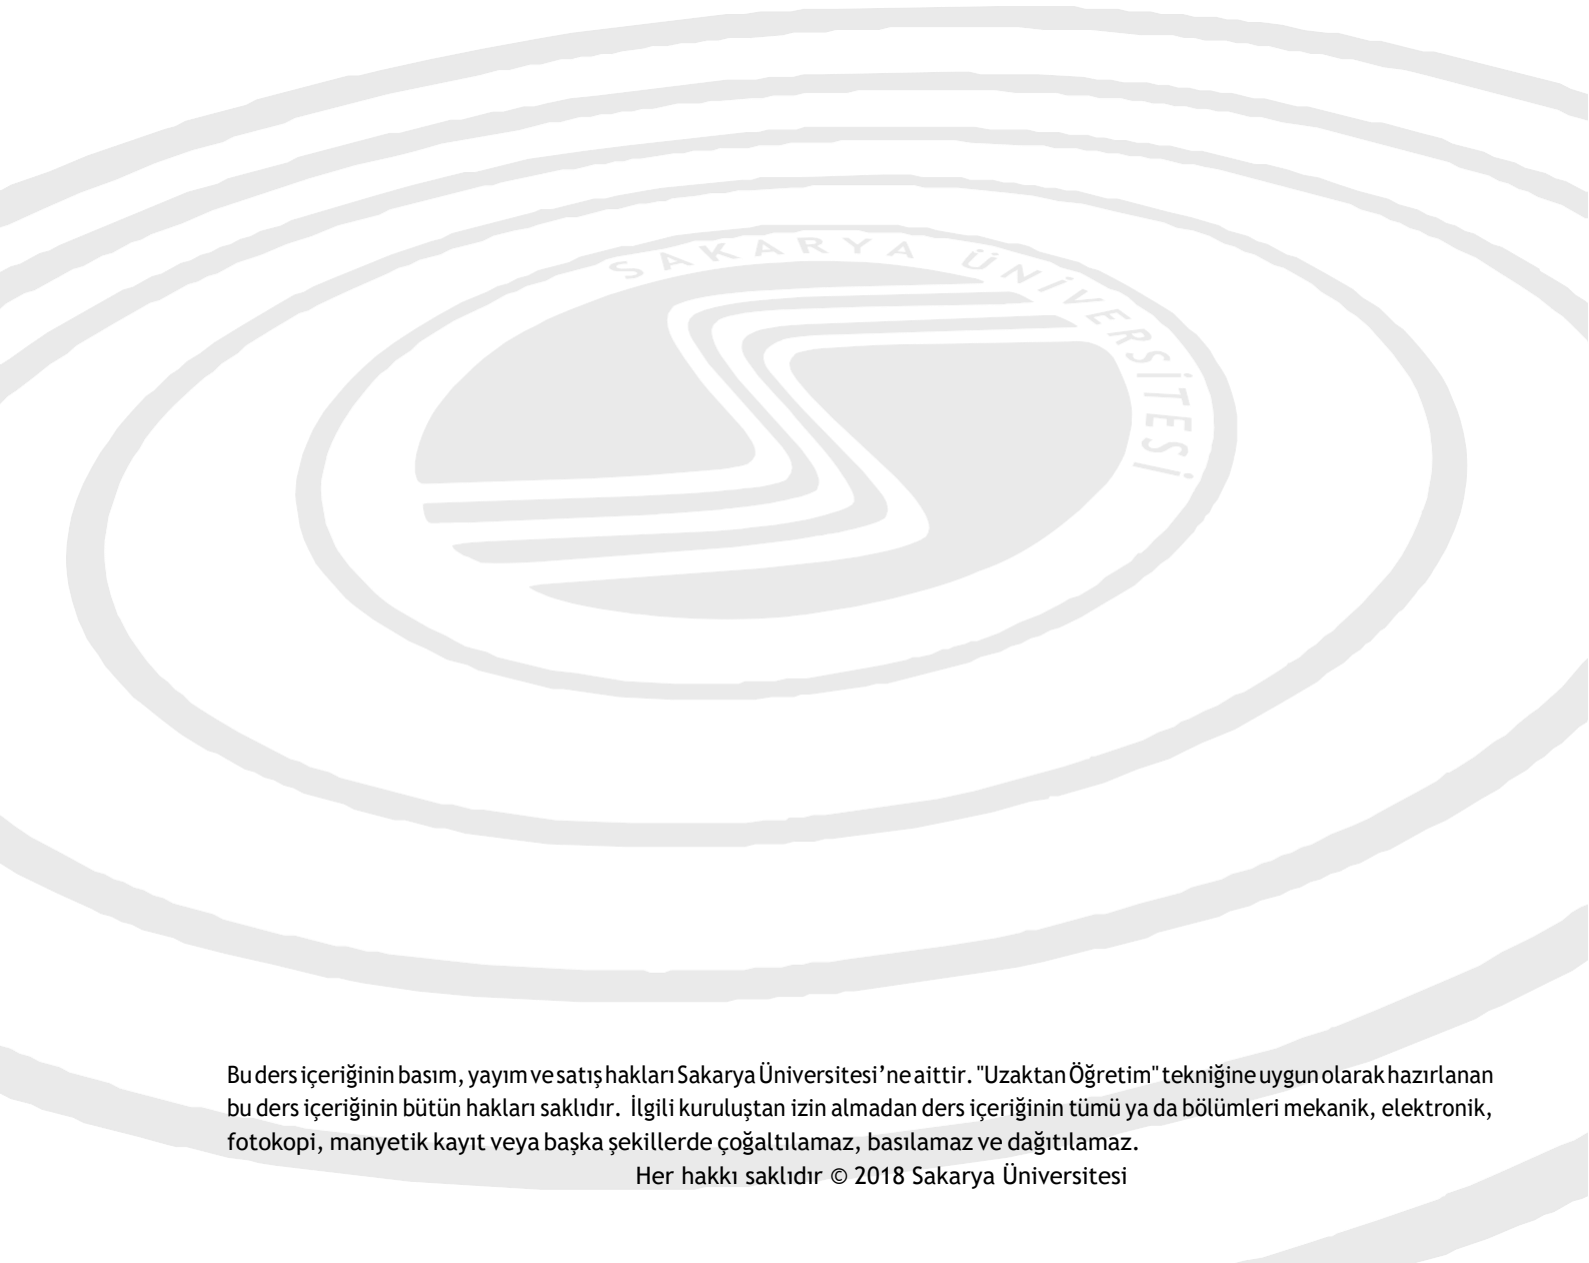 SAKARYA ÜNİVERSİTESİ
Bu ders içeriğinin basım, yayım ve satış hakları Sakarya Üniversitesi’ne aittir. "Uzaktan Öğretim" tekniğine uygun olarak hazırlanan
bu ders içeriğinin bütün hakları saklıdır. İlgili kuruluştan izin almadan ders içeriğinin tümü ya da bölümleri mekanik, elektronik,
fotokopi, manyetik kayıt veya başka şekillerde çoğaltılamaz, basılamaz ve dağıtılamaz.
Her hakkı saklıdır © 2018 Sakarya Üniversitesi